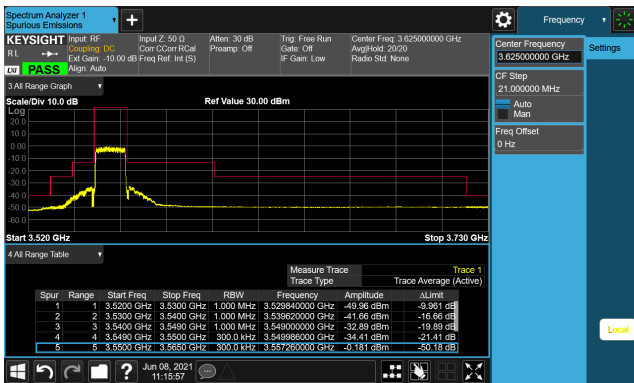 Spectrum Analyzer 1
Spurious Emissions
Frequency
KEYSIGHT
Input: RF
Input Z: 50 Ω
Atten: 30 dB
Trig: Free Run
Center Freq: 3.625000000 GHz
RL
Coupling: DC
Corr CCorr RCal
Preamp: Off
Gate: Off
Avg|Hold: 20/20
Ext Gain: -10.00 dB
Freq Ref: Int (S)
IF Gain: Low
Radio Std: None
LXI
PASS
Align: Auto
Center Frequency
3.625000000 GHz
Settings
CF Step
21.000000 MHz
Auto
Man
Freq Offset
0 Hz
3 All Range Graph
Scale/Div 10.0 dB
Ref Value 30.00 dBm
Log
20.0
10.0
0.00
-10.0
-20.0
-30.0
-40.0
-50.0
-60.0
Start 3.520 GHz
Stop 3.730 GHz
4 All Range Table
Measure Trace Trace 1
Trace Type Trace Average (Active)
Spur Range Start Freq Stop Freq RBW Frequency Amplitude ΔLimit
1 1 3.5200 GHz 3.5300 GHz 1.000 MHz 3.529840000 GHz -49.96 dBm -9.961 dB
2 2 3.5300 GHz 3.5400 GHz 1.000 MHz 3.539620000 GHz -41.66 dBm -16.66 dB
3 3 3.5400 GHz 3.5490 GHz 1.000 MHz 3.549000000 GHz -32.89 dBm -19.89 dB
4 4 3.5490 GHz 3.5500 GHz 300.0 kHz 3.549986000 GHz -34.41 dBm -21.41 dB
5 5 3.5500 GHz 3.5650 GHz 300.0 kHz 3.557260000 GHz -0.181 dBm -50.18 dB
Local
?
Jun 08, 2021
11:15:57